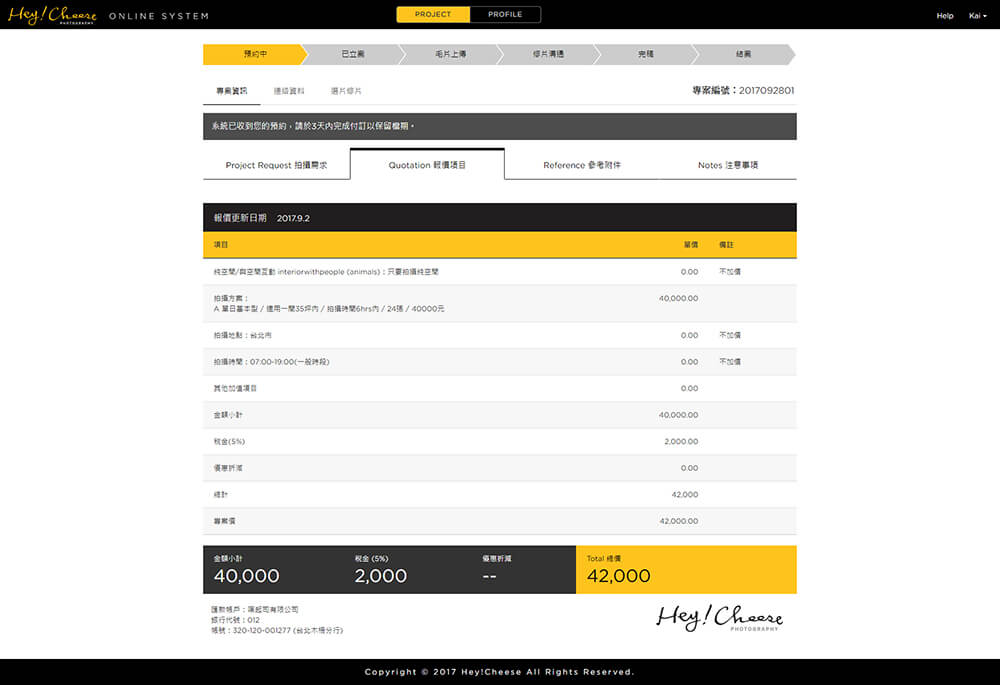 Hey! Cheese PHOTOGRAPHY ONLINE SYSTEM PROJECT PROFILE Help Kai
預約中 已立案 毛片上傳 修片溝通 完稿 結案
專案資訊 連絡資料 選片修片 專案編號：2017092801
系統已收到您的預約，請於3天內完成付訂以保留檔期。
Project Request 拍攝需求 Quotation 報價項目 Reference 參考附件 Notes 注意事項
報價更新日期 2017.9.2
項目 單價 備註
純空間/與空間互動 interiorwithpeople (animals)：只要拍攝純空間 0.00 不加價
拍攝方案： 40,000.00
A 單日基本型 / 適用一間35坪內 / 拍攝時間6hrs內 / 24張 / 40000元
拍攝地點：台北市 0.00 不加價
拍攝時間：07:00-19:00(一般時段) 0.00 不加價
其他加值項目 0.00
金額小計 40,000.00
稅金(5%) 2,000.00
優惠折減 0.00
總計 42,000
專案價 42,000.00
金額小計 稅金 (5%) 優惠折減 Total 總價
40,000 2,000 -- 42,000
匯款帳戶：嘿起司有限公司
銀行代號：012
帳號：320-120-001277 (台北木柵分行)
Hey! Cheese
PHOTOGRAPHY
Copyright © 2017 Hey!Cheese All Rights Reserved.